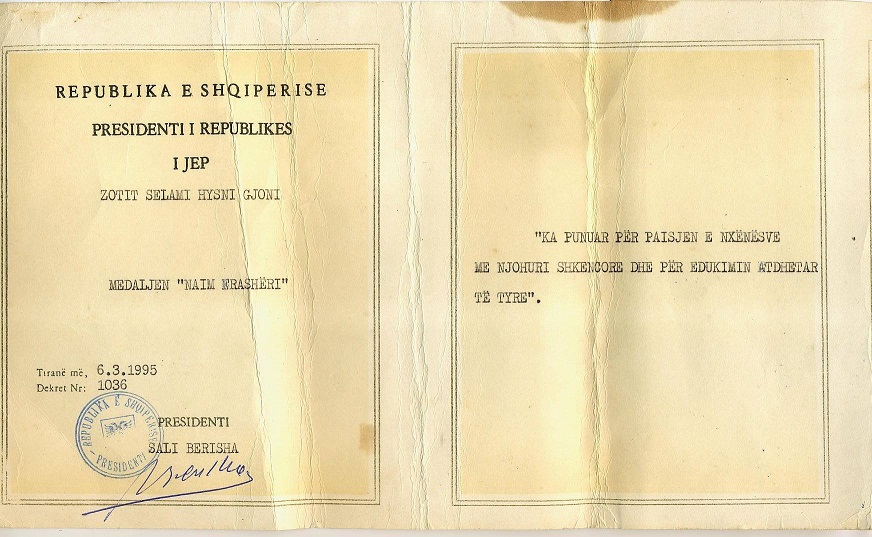 REPUBLIKA E SHQIPERISE
PRESIDENTI I REPUBLIKES
I JEP
ZOTIT SELAMI HYSNI GJONI
MEDALJEN "NAIM FRASHËRI"
Tiranë më, 6.3.1995
Dekret Nr: 1036
REPUBLIKA E SHQIPERISE
- PRESIDENTI -
PRESIDENTI
SALI BERISHA
"KA PUNUAR PËR PAISJEN E NXËNËSVE
ME NJOHURI SHKENCORE DHE PËR EDUKIMIN ATDHETAR
TË TYRE".